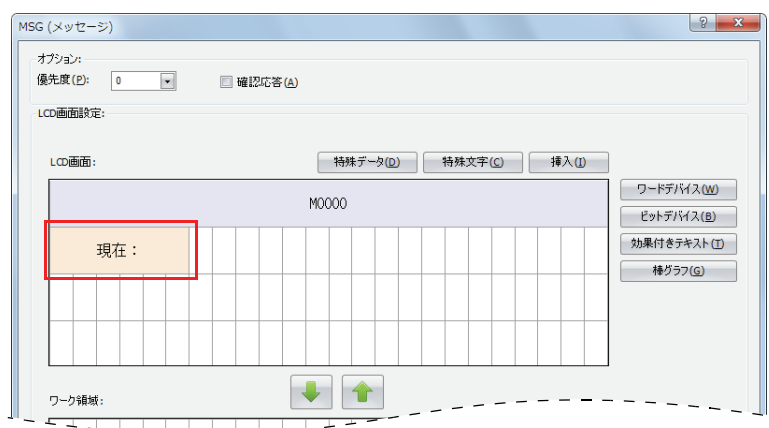 MSG (メッセージ)
オプション:
優先度(P): 0 確認応答(A)
LCD画面設定:
LCD画面: 特殊データ(D) 特殊文字(C) 挿入(I)
M0000
現在：
ワードデバイス(W)
ビットデバイス(B)
効果付きテキスト(T)
棒グラフ(G)
ワーク領域: